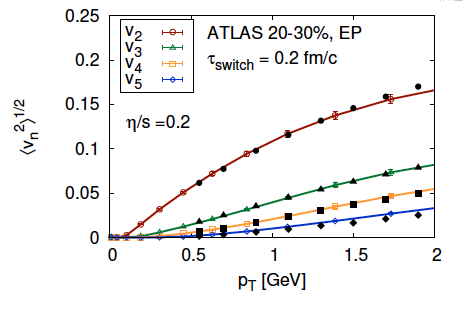 0.25
0.2
0.15
0.1
0.05
0
⟨vₙ²⟩^1/2
v₂
v₃
v₄
v₅
ATLAS 20-30%, EP
τswitch = 0.2 fm/c
η/s =0.2
0 0.5 1 1.5 2
pT [GeV]